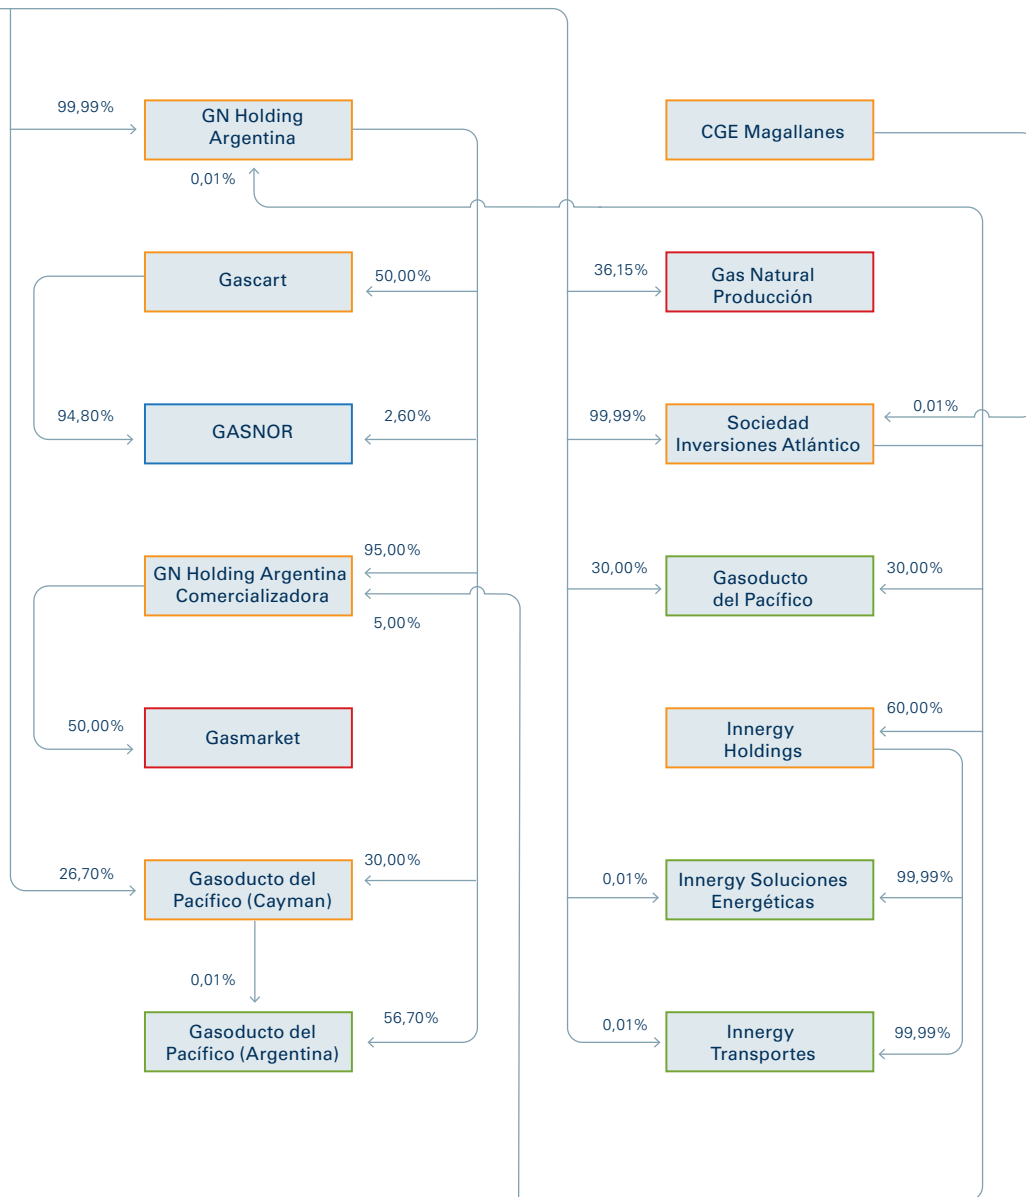 99,99%
GN Holding
Argentina
0,01%
Gascart
50,00%
94,80%
GASNOR
2,60%
95,00%
GN Holding Argentina
Comercializadora
5,00%
50,00%
Gasmarket
26,70%
Gasoducto del
Pacífico (Cayman)
30,00%
0,01%
Gasoducto del
Pacífico (Argentina)
56,70%
CGE Magallanes
36,15%
Gas Natural
Producción
99,99%
Sociedad
Inversiones Atlántico
0,01%
30,00%
Gasoducto
del Pacífico
30,00%
Innergy
Holdings
60,00%
0,01%
Innergy Soluciones
Energéticas
99,99%
0,01%
Innergy
Transportes
99,99%